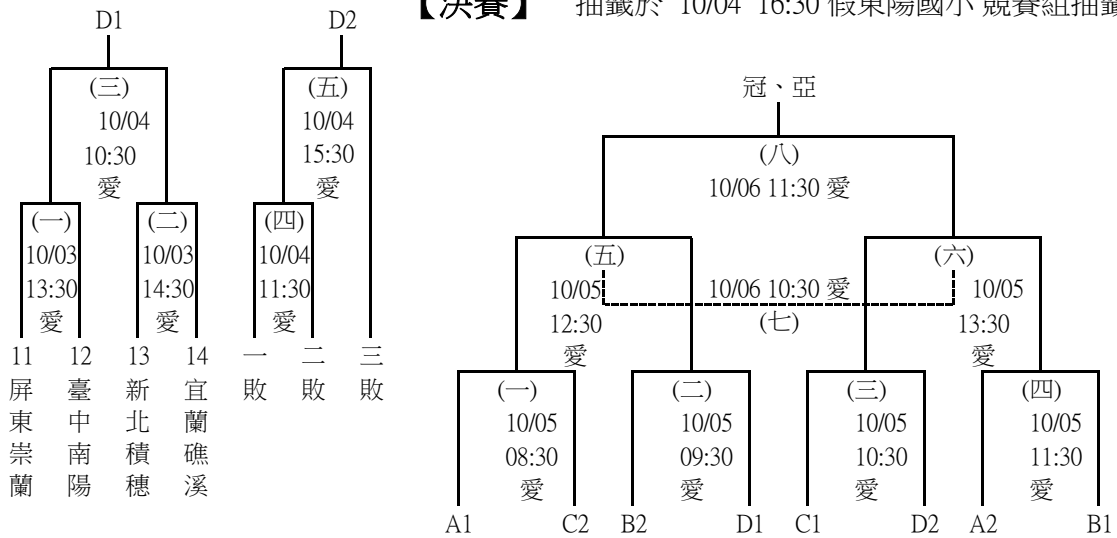 【決賽】 抽籤於 10/04 16:30 假東陽國小 競賽組抽籤
D1 D2
(三) (五)
10/04 10/04
10:30 15:30
愛 愛
(一) (二) (四)
10/03 10/03 10/04
13:30 14:30 11:30
愛 愛 愛
11 12 13 14 一 二 三
屏東崇蘭 臺中南陽 新北積穗 宜蘭礁溪 敗 敗 敗
冠、亞
(八)
10/06 11:30 愛
(五) (六)
10/05 10/06 10:30 愛 10/05
12:30 (七) 13:30
愛 愛
(一) (二) (三) (四)
10/05 10/05 10/05 10/05
08:30 09:30 10:30 11:30
愛 愛 愛 愛
A1 C2 B2 D1 C1 D2 A2 B1